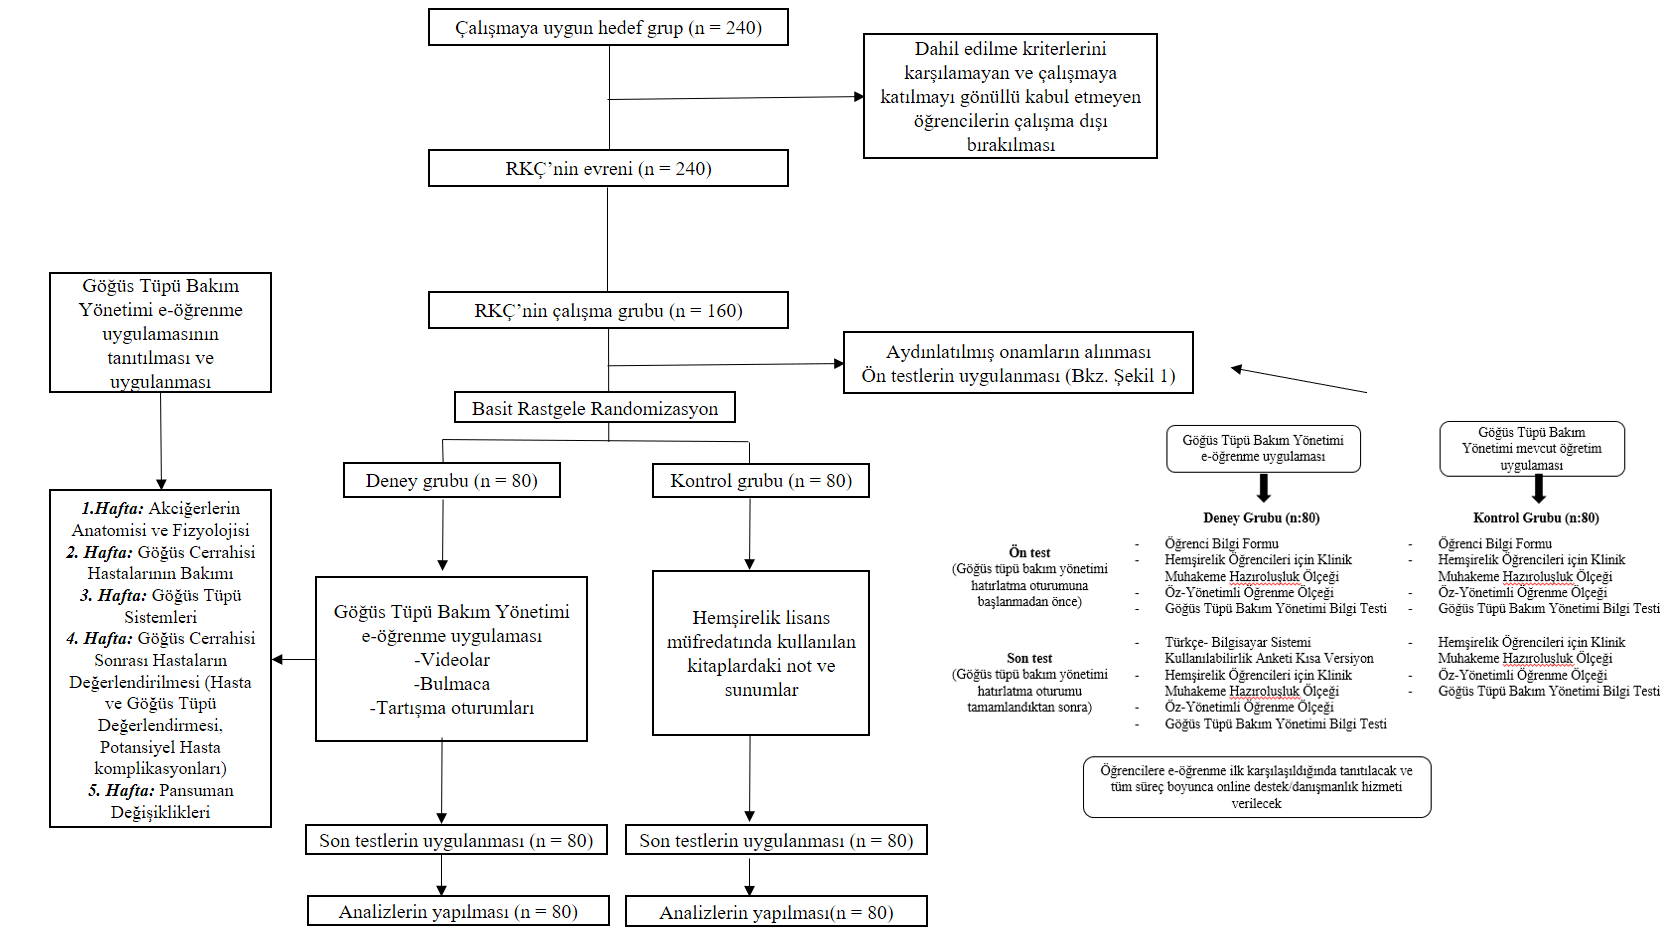 Çalışmaya uygun hedef grup (n = 240)
Dahil edilme kriterlerini
karşılamayan ve çalışmaya
katılmayı gönüllü kabul etmeyen
öğrencilerin çalışma dışı
bırakılması
RKÇ’nin evreni (n = 240)
Göğüs Tüpü Bakım
Yönetimi e-öğrenme
uygulamasının
tanıtılması ve
uygulanması
RKÇ’nin çalışma grubu (n = 160)
Aydınlatılmış onamların alınması
Ön testlerin uygulanması (Bkz. Şekil 1)
Basit Rastgele Randomizasyon
Deney grubu (n = 80)
Kontrol grubu (n = 80)
1.Hafta: Akciğerlerin
Anatomisi ve Fizyolojisi
2. Hafta: Göğüs Cerrahisi
Hastalarının Bakımı
3. Hafta: Göğüs Tüpü
Sistemleri
4. Hafta: Göğüs Cerrahisi
Sonrası Hastaların
Değerlendirilmesi (Hasta
ve Göğüs Tüpü
Değerlendirmesi,
Potansiyel Hasta
komplikasyonları)
5. Hafta: Pansuman
Değişiklikleri
Göğüs Tüpü Bakım Yönetimi
e-öğrenme uygulaması
-Videolar
-Bulmaca
-Tartışma oturumları
Hemşirelik lisans
müfredatında kullanılan
kitaplardaki not ve
sunumlar
Son testlerin uygulanması (n = 80)
Son testlerin uygulanması (n = 80)
Analizlerin yapılması (n = 80)
Analizlerin yapılması(n = 80)
Göğüs Tüpü Bakım Yönetimi
e-öğrenme uygulaması
Göğüs Tüpü Bakım
Yönetimi mevcut öğretim
uygulaması
Deney Grubu (n:80)
Kontrol Grubu (n:80)
Ön test
(Göğüs tüpü bakım yönetimi
hatırlatma oturumuna
başlanmadan önce)
- Öğrenci Bilgi Formu
- Hemşirelik Öğrencileri için Klinik
Muhakeme Hazıroluşluk Ölçeği
- Öz-Yönetimli Öğrenme Ölçeği
- Göğüs Tüpü Bakım Yönetimi Bilgi Testi
- Öğrenci Bilgi Formu
- Hemşirelik Öğrencileri için Klinik
Muhakeme Hazıroluşluk Ölçeği
- Öz-Yönetimli Öğrenme Ölçeği
- Göğüs Tüpü Bakım Yönetimi Bilgi Testi
Son test
(Göğüs tüpü bakım yönetimi
hatırlatma oturumu
tamamlandıktan sonra)
- Türkçe- Bilgisayar Sistemi
Kullanılabilirlik Anketi Kısa Versiyon
- Hemşirelik Öğrencileri için Klinik
Muhakeme Hazıroluşluk Ölçeği
- Öz-Yönetimli Öğrenme Ölçeği
- Göğüs Tüpü Bakım Yönetimi Bilgi Testi
- Hemşirelik Öğrencileri için Klinik
Muhakeme Hazıroluşluk Ölçeği
- Öz-Yönetimli Öğrenme Ölçeği
- Göğüs Tüpü Bakım Yönetimi Bilgi Testi
Öğrencilere e-öğrenme ilk karşılaşıldığında tanıtılacak ve
tüm süreç boyunca online destek/danışmanlık hizmeti
verilecek